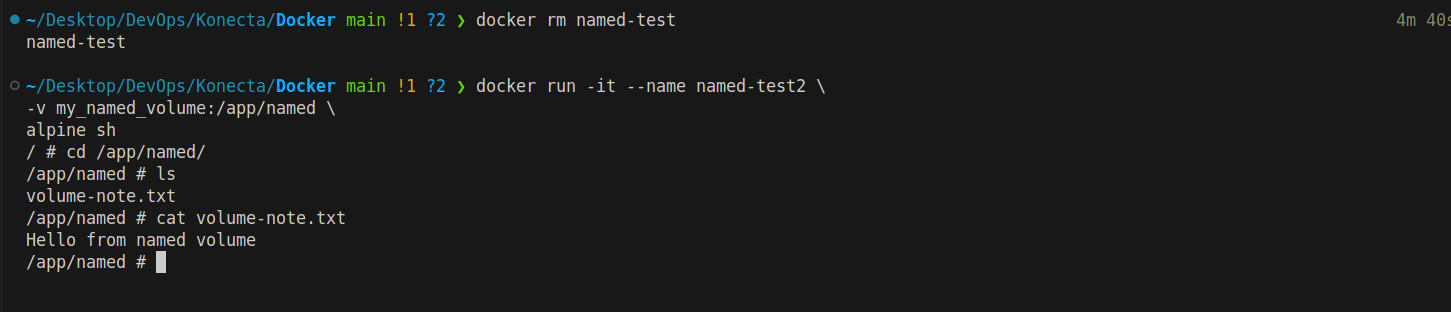 ~/Desktop/DevOps/Konecta/Docker main !1 ?2 ❯ docker rm named-test 4m 40s
named-test
~/Desktop/DevOps/Konecta/Docker main !1 ?2 ❯ docker run -it --name named-test2 \
-v my_named_volume:/app/named \
alpine sh
/ # cd /app/named/
/app/named # ls
volume-note.txt
/app/named # cat volume-note.txt
Hello from named volume
/app/named #